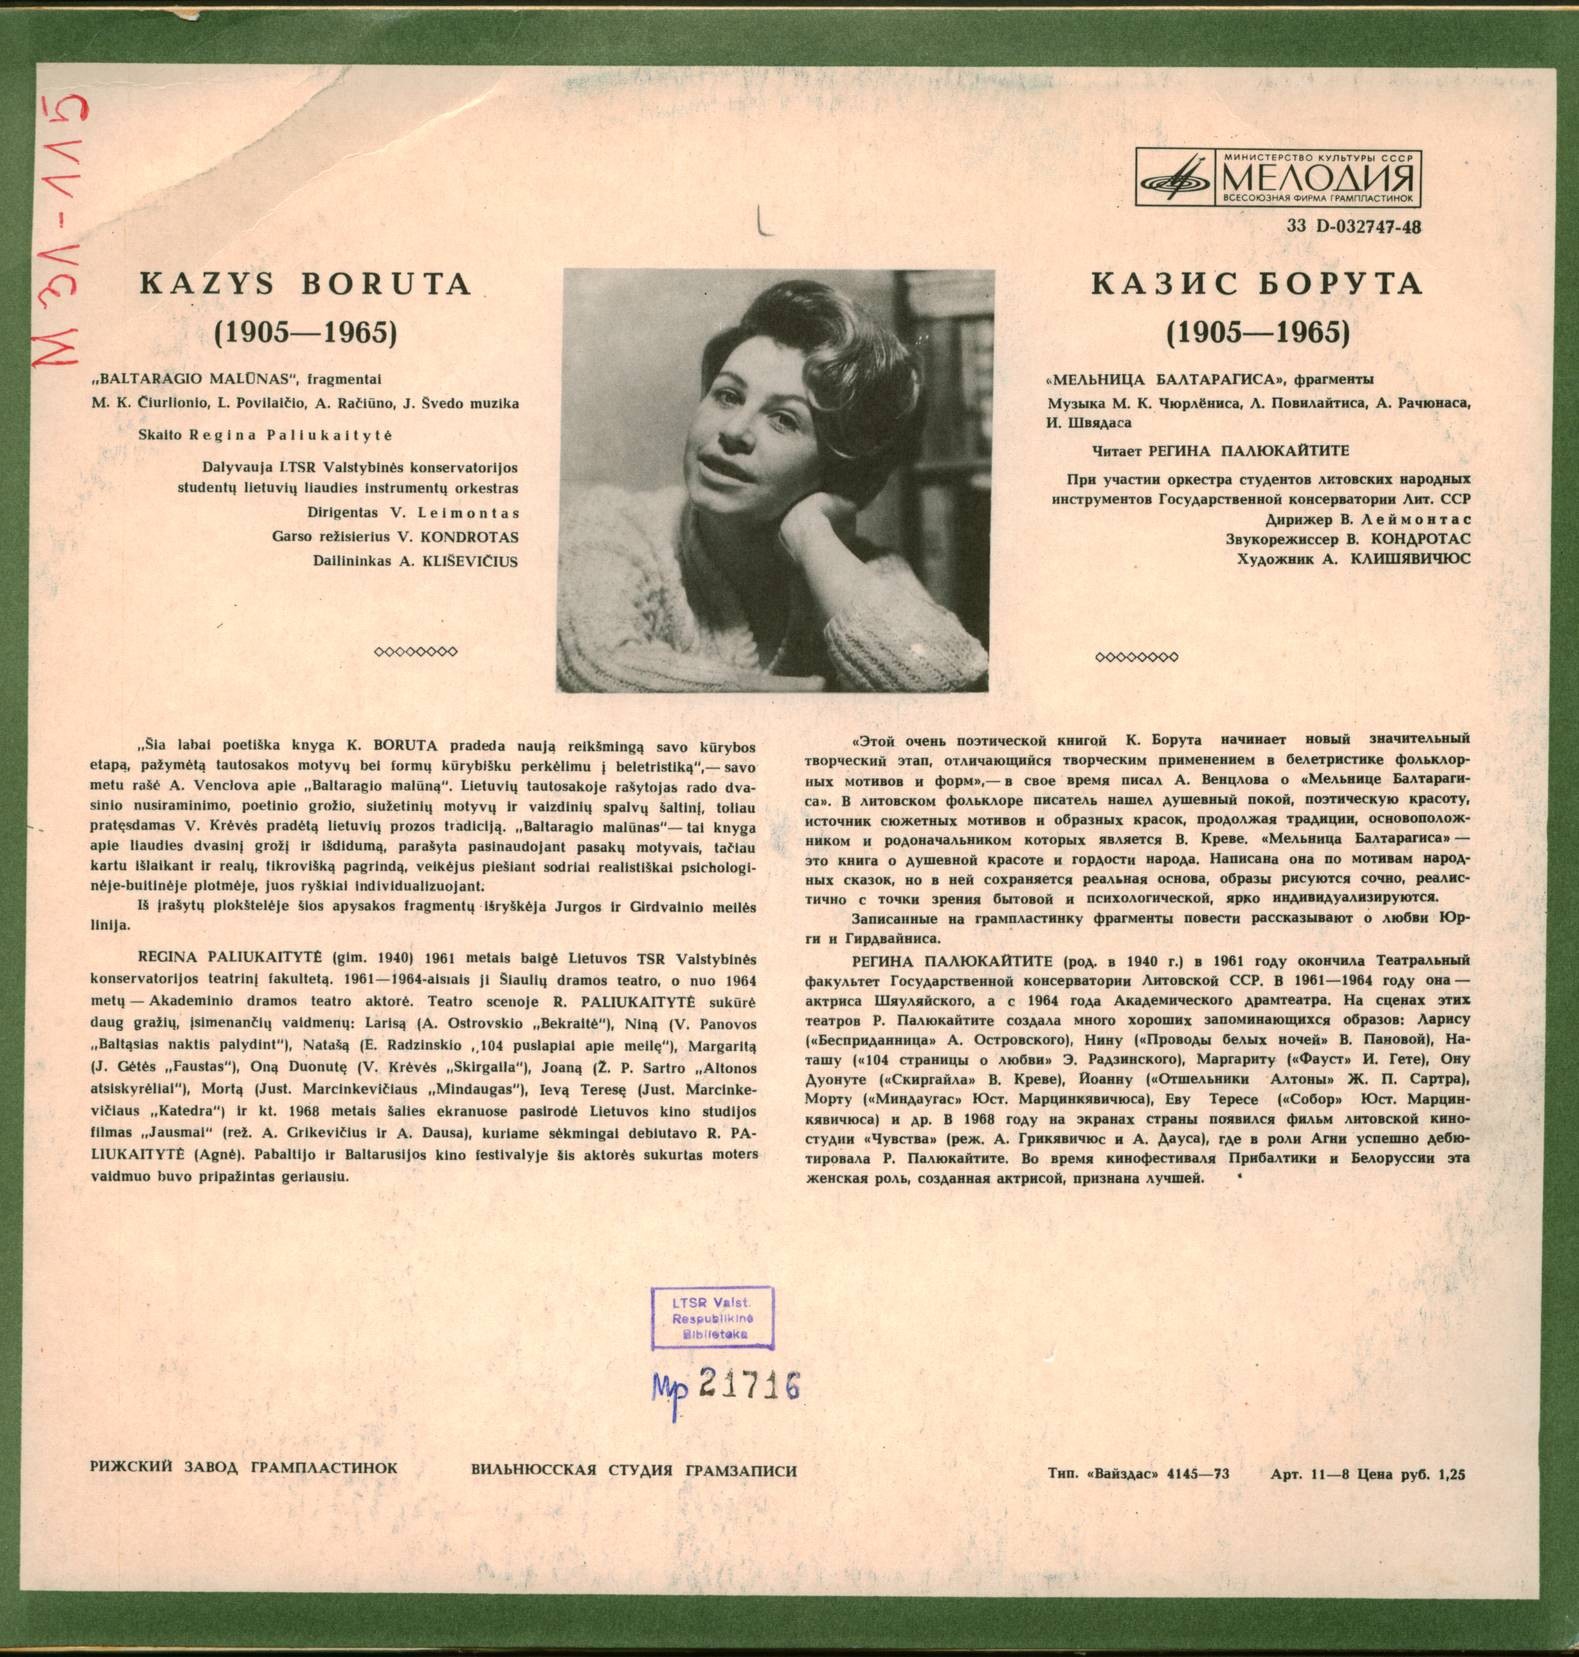 M 3V-VV5
МИНИСТЕРСТВО КУЛЬТУРЫ СССР
МЕЛОДИЯ
ВСЕСОЮЗНАЯ ФИРМА ГРАМПЛАСТИНОК
33 D-032747-48
KAZYS BORUTA
(1905—1965)
„BALTARAGIO MALŪNAS“, fragmentai
M. K. Čiurlionio, L. Povilaičio, A. Račiūno, J. Švedo muzika
Skaito Regina Paliukaitytė
Dalyvauja LTSR Valstybinės konservatorijos
studentų lietuvių liaudies instrumentų orkestras
Dirigentas V. Leimontas
Garso režisierius V. KONDROTAS
Dailininkas A. KLIŠEVIČIUS
КАЗИС БОРУТА
(1905—1965)
«МЕЛЬНИЦА БАЛТАРАГИСА», фрагменты
Музыка М. К. Чюрлёниса, Л. Повилайтиса, А. Рачюнаса,
И. Швядаса
Читает РЕГИНА ПАЛЮКАЙТИТЕ
При участии оркестра студентов литовских народных
инструментов Государственной консерватории Лит. ССР
Дирижер В. Леймонтас
Звукорежиссер В. КОНДРОТАС
Художник А. КЛИШЯВИЧЮС
„Šia labai poetiška knyga K. BORUTA pradeda naują reikšmingą savo kūrybos
etapą, pažymėtą tautosakos motyvų bei formų kūrybišku perkėlimu į beletristiką“,— savo
metu rašė A. Venclova apie „Baltaragio malūną“. Lietuvių tautosakoje rašytojas rado dva-
sinio nusiraminimo, poetinio grožio, siužetinių motyvų ir vaizdinių spalvų šaltinį, toliau
pratęsdamas V. Krėvės pradėtą lietuvių prozos tradiciją. „Baltaragio malūnas“— tai knyga
apie liaudies dvasinį grožį ir išdidumą, parašyta pasinaudojant pasakų motyvais, tačiau
kartu išlaikant ir realų, tikrovišką pagrindą, veikėjus piešiant sodriai realistiškai psichologi-
nėje-buitinėje plotmėje, juos ryškiai individualizuojant.
Iš įrašytų plokštelėje šios apysakos fragmentų išryškėja Jurgos ir Girdvainio meilės
linija.
REGINA PALIUKAITYTĖ (gim. 1940) 1961 metais baigė Lietuvos TSR Valstybinės
konservatorijos teatrinį fakultetą. 1961—1964-aisiais ji Šiaulių dramos teatro, o nuo 1964
metų — Akademinio dramos teatro aktorė. Teatro scenoje R. PALIUKAITYTĖ sukūrė
daug gražių, įsimenančių vaidmenų: Larisą (A. Ostrovskio „Bekraitė“), Niną (V. Panovos
„Baltąsias naktis palydint“), Natašą (E. Radzinskio „104 puslapiai apie meilę“), Margaritą
(J. Gėtės „Faustas“), Oną Duonutę (V. Krėvės „Skirgaila“), Joaną (Ž. P. Sartro „Altonos
atsiskyrėliai“), Mortą (Just. Marcinkevičiaus „Mindaugas“), Ievą Teresę (Just. Marcinke-
vičiaus „Katedra“) ir kt. 1968 metais šalies ekranuose pasirodė Lietuvos kino studijos
filmas „Jausmai“ (rež. A. Grikevičius ir A. Dausa), kuriame sėkmingai debiutavo R. PA-
LIUKAITYTĖ (Agnė). Pabaltijo ir Baltarusijos kino festivalyje šis aktorės sukurtas moters
vaidmuo buvo pripažintas geriausiu.
«Этой очень поэтической книгой К. Борута начинает новый значительный
творческий этап, отличающийся творческим применением в белетристике фольклор-
ных мотивов и форм»,— в свое время писал А. Венцлова о «Мельнице Балтараги-
са». В литовском фольклоре писатель нашел душевный покой, поэтическую красоту,
источник сюжетных мотивов и образных красок, продолжая традиции, основополож-
ником и родоначальником которых является В. Креве. «Мельница Балтарагиса» —
это книга о душевной красоте и гордости народа. Написана она по мотивам народ-
ных сказок, но в ней сохраняется реальная основа, образы рисуются сочно, реалис-
тично с точки зрения бытовой и психологической, ярко индивидуализируются.
Записанные на грампластинку фрагменты повести рассказывают о любви Юр-
ги и Гирдвайниса.
РЕГИНА ПАЛЮКАЙТИТЕ (род. в 1940 г.) в 1961 году окончила Театральный
факультет Государственной консерватории Литовской ССР. В 1961—1964 году она —
актриса Шяуляйского, а с 1964 года Академического драмтеатра. На сценах этих
театров Р. Палюкайтите создала много хороших запоминающихся образов: Ларису
(«Бесприданница» А. Островского), Нину («Проводы белых ночей» В. Пановой), На-
ташу («104 страницы о любви» Э. Радзинского), Маргариту («Фауст» И. Гете), Ону
Дуонуте («Скиргайла» В. Креве), Йоанну («Отшельники Алтоны» Ж. П. Сартра),
Морту («Миндаугас» Юст. Марцинкявичюса), Еву Тересе («Собор» Юст. Марцин-
кявичюса) и др. В 1968 году на экранах страны появился фильм литовской кино-
студии «Чувства» (реж. А. Грикявичюс и А. Дауса), где в роли Агни успешно дебю-
тировала Р. Палюкайтите. Во время кинофестиваля Прибалтики и Белоруссии эта
женская роль, созданная актрисой, признана лучшей.
LTSR Valst.
Respublikinė
Biblioteka
Mp 21716
РИЖСКИЙ ЗАВОД ГРАМПЛАСТИНОК
ВИЛЬНЮССКАЯ СТУДИЯ ГРАМЗАПИСИ
Тип. «Вайздас» 4145—73 Арт. 11—8 Цена руб. 1,25